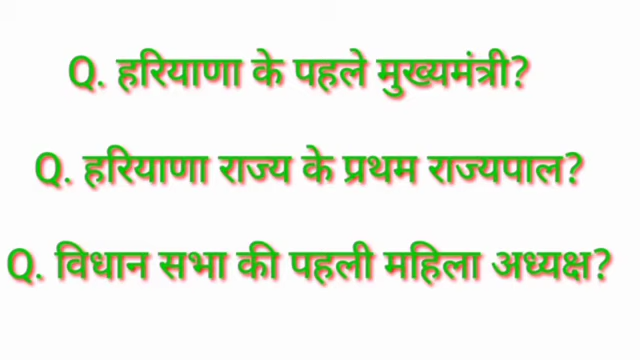 Q. हरियाणा के पहले मुख्यमंत्री?
Q. हरियाणा राज्य के प्रथम राज्यपाल?
Q. विधान सभा की पहली महिला अध्यक्ष?